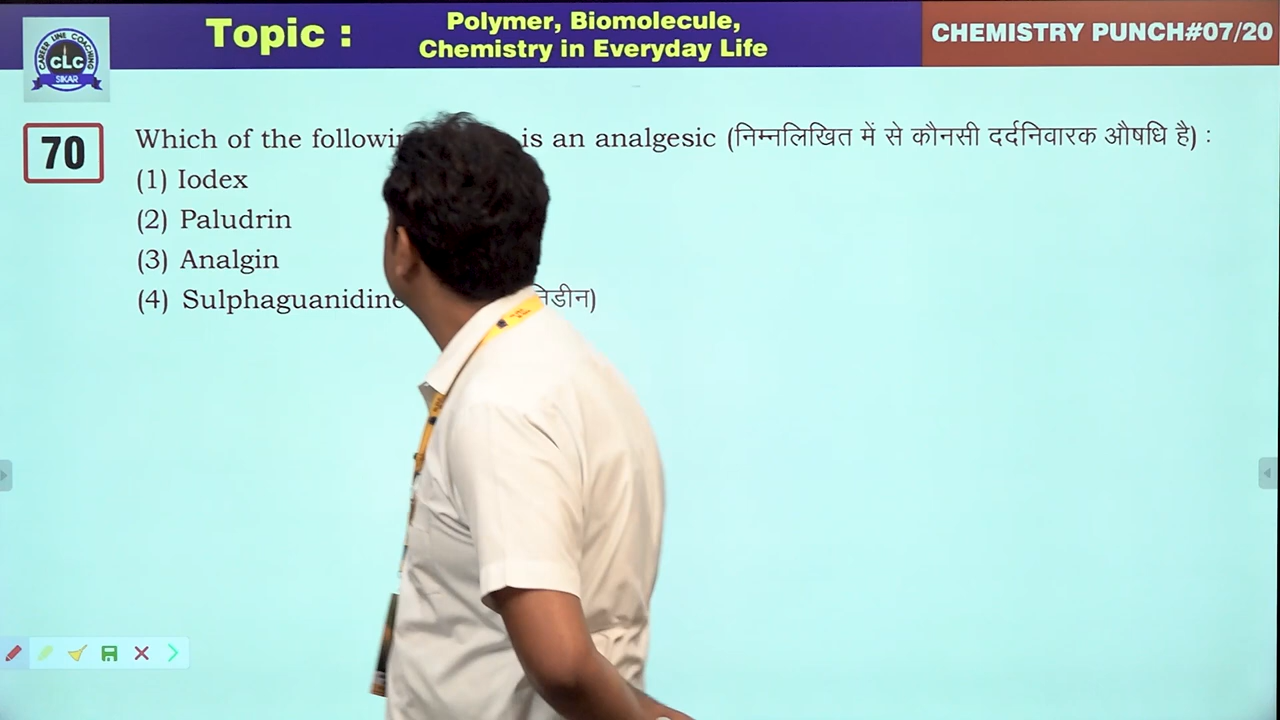 CAREER LINE COACHING
CLC
SIKAR
Topic :
Polymer, Biomolecule,
Chemistry in Everyday Life
CHEMISTRY PUNCH#07/20
70
Which of the is an analgesic (निम्नलिखित में से कौनसी दर्दनिवारक औषधि है) :
(1) Iodex
(2) Paludrin
(3) Analgin
(4) Sulphaguanidine